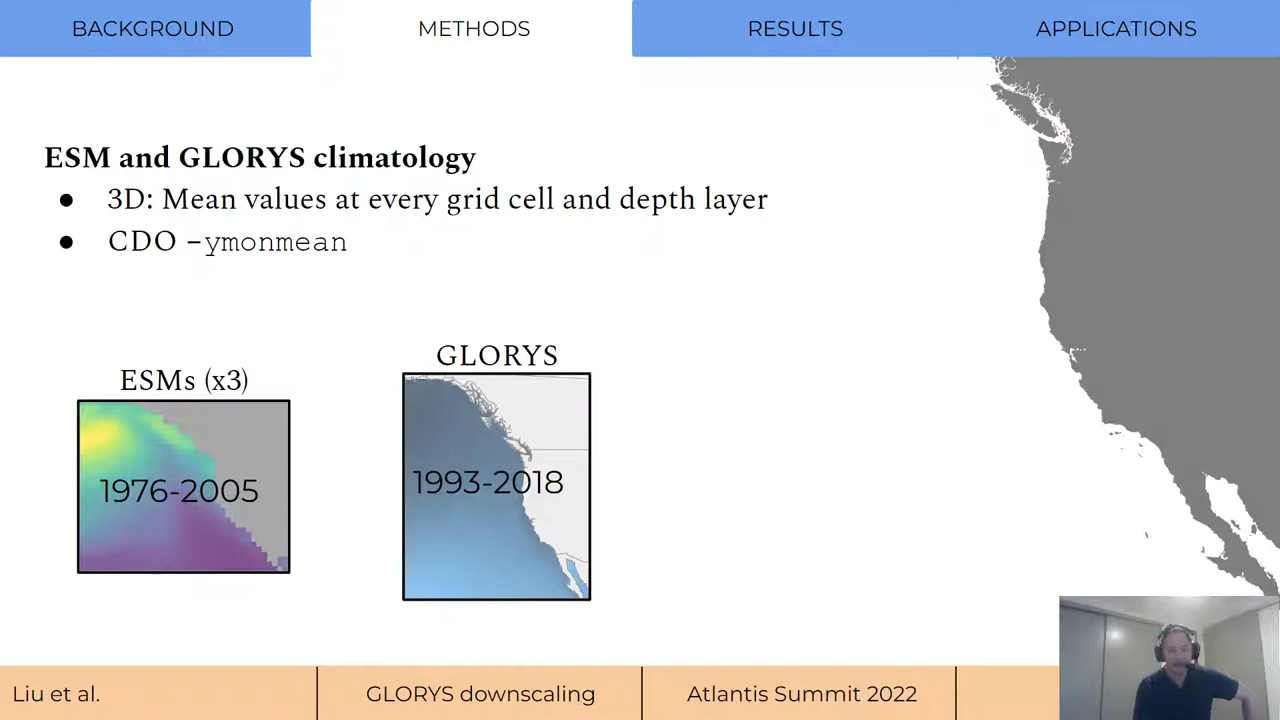 BACKGROUND
METHODS
RESULTS
APPLICATIONS
ESM and GLORYS climatology
● 3D: Mean values at every grid cell and depth layer
● CDO –ymonmean
ESMs (x3)
1976-2005
GLORYS
1993-2018
Liu et al.
GLORYS downscaling
Atlantis Summit 2022